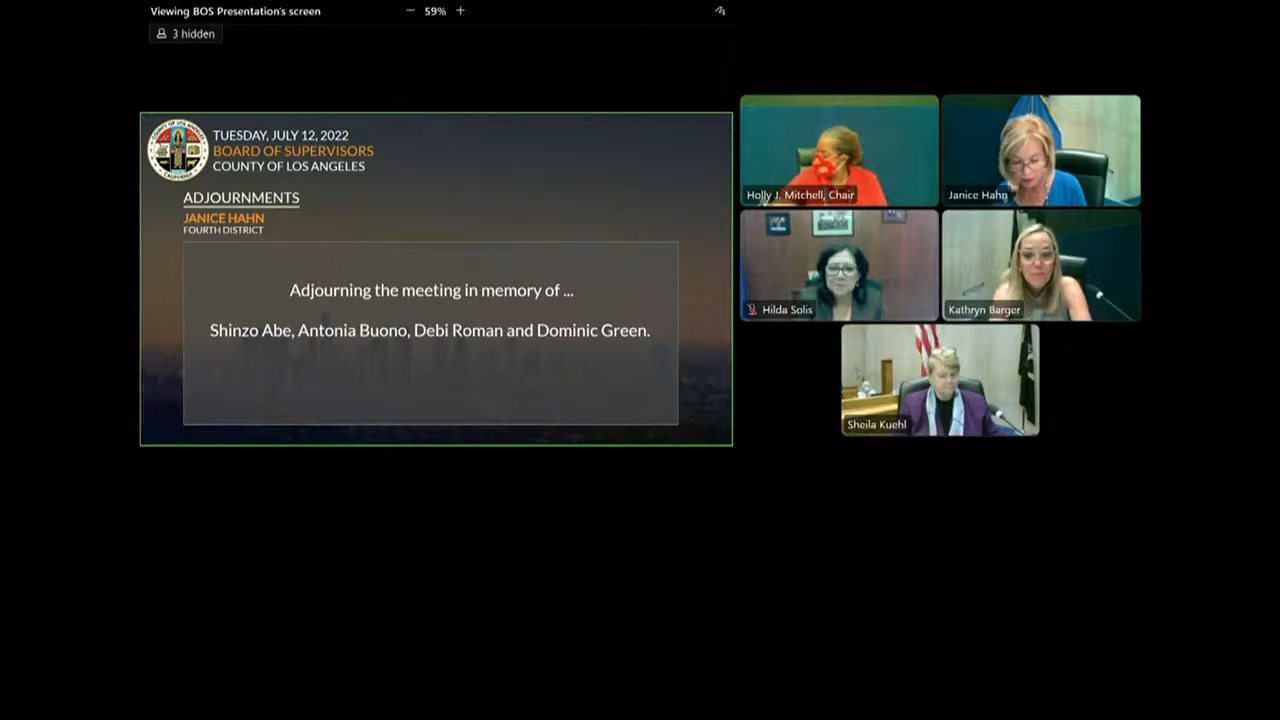 Viewing BOS Presentation's screen
59%
3 hidden
TUESDAY, JULY 12, 2022
BOARD OF SUPERVISORS
COUNTY OF LOS ANGELES
ADJOURNMENTS
JANICE HAHN
FOURTH DISTRICT
Adjourning the meeting in memory of ...
Shinzo Abe, Antonia Buono, Debi Roman and Dominic Green.
Holly J. Mitchell, Chair
Janice Hahn
Hilda Solis
Kathryn Barger
Sheila Kuehl